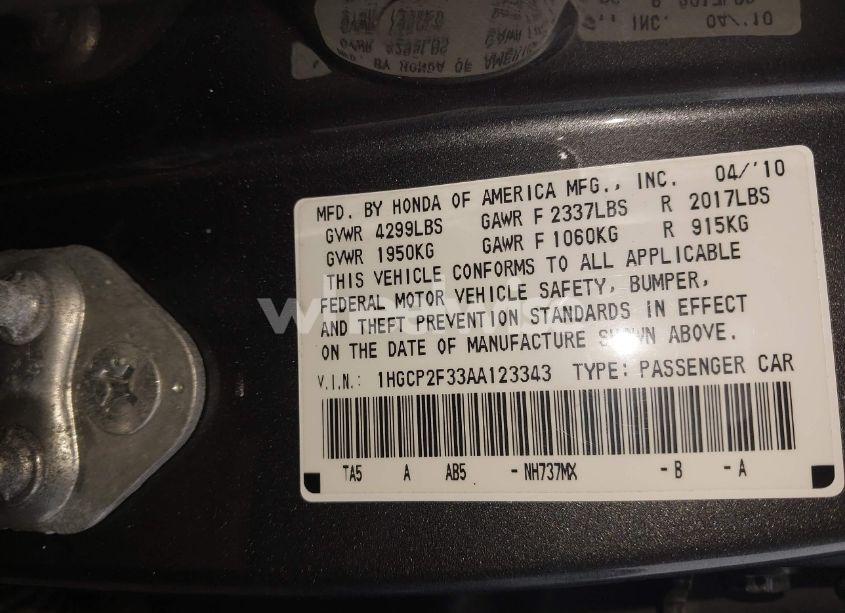 MFD. BY HONDA OF AMERICA MFG., INC. 04/'10
GVWR 4299LBS GAWR F 2337LBS R 2017LBS
GVWR 1950KG GAWR F 1060KG R 915KG
THIS VEHICLE CONFORMS TO ALL APPLICABLE
FEDERAL MOTOR VEHICLE SAFETY, BUMPER,
AND THEFT PREVENTION STANDARDS IN EFFECT
ON THE DATE OF MANUFACTURE SHOWN ABOVE.
V.I.N.: 1HGCP2F33AA123343 TYPE: PASSENGER CAR
TA5 A AB5 -NH737MX -B -A